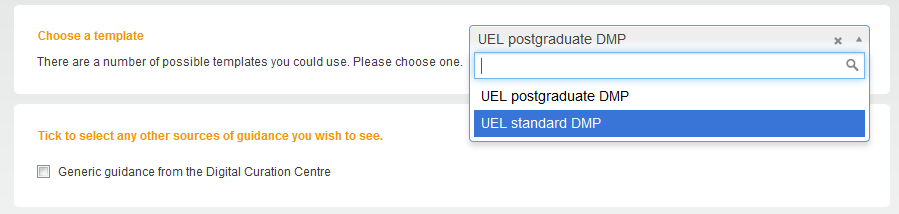 Choose a template
There are a number of possible templates you could use. Please choose one.
UEL postgraduate DMP
UEL postgraduate DMP
UEL standard DMP
Tick to select any other sources of guidance you wish to see.
Generic guidance from the Digital Curation Centre